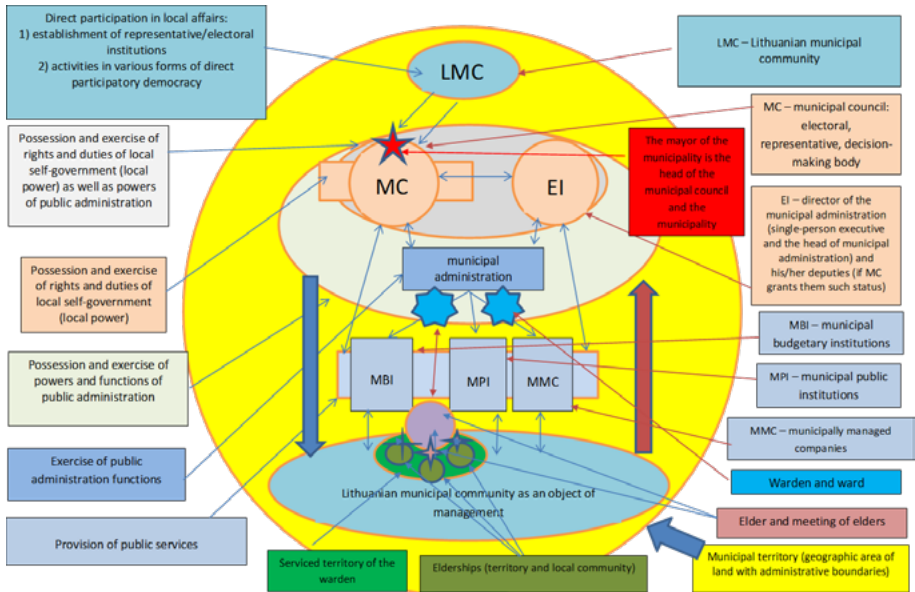 Direct participation in local affairs:
1) establishment of representative/electoral
institutions
2) activities in various forms of direct
participatory democracy
LMC
LMC – Lithuanian municipal
community
Possession and exercise of
rights and duties of local
self-government (local
power) as well as powers
of public administration
MC
EI
The mayor of the
municipality is the
head of the
municipal council
and the
municipality
MC – municipal council:
electoral,
representative, decision-
making body
EI – director of the
municipal administration
(single-person executive
and the head of municipal
administration) and
his/her deputies (if MC
grants them such status)
Possession and exercise
of rights and duties
of local self-government
(local power)
municipal
administration
Possession and exercise of
powers and functions of
public administration
MBI
MPI
MMC
MBI – municipal
budgetary institutions
MPI – municipal public
institutions
MMC – municipally managed
companies
Exercise of public
administration functions
Lithuanian municipal community as an object of
management
Warden and ward
Elder and meeting of elders
Provision of public services
Serviced territory of the
warden
Elderships (territory and local community)
Municipal territory (geographic area of
land with administrative boundaries)